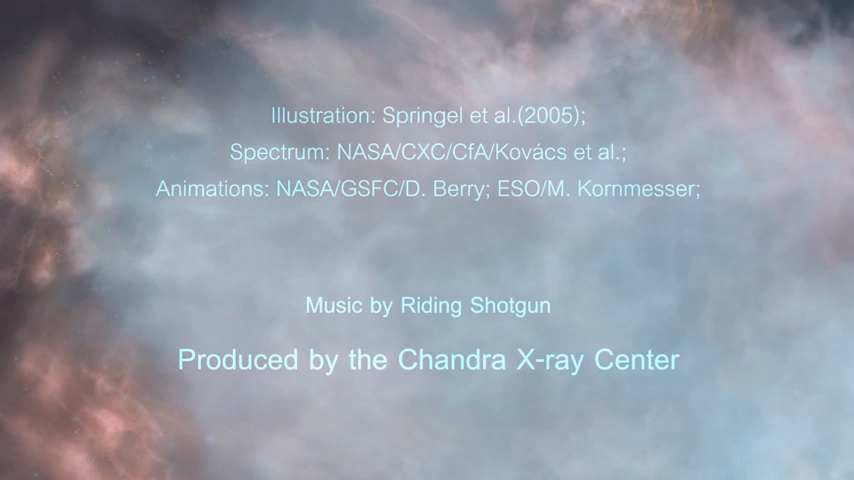 Illustration: Springel et al.(2005);
Spectrum: NASA/CXC/CfA/Kovács et al.;
Animations: NASA/GSFC/D. Berry; ESO/M. Kornmesser;
Music by Riding Shotgun
Produced by the Chandra X-ray Center